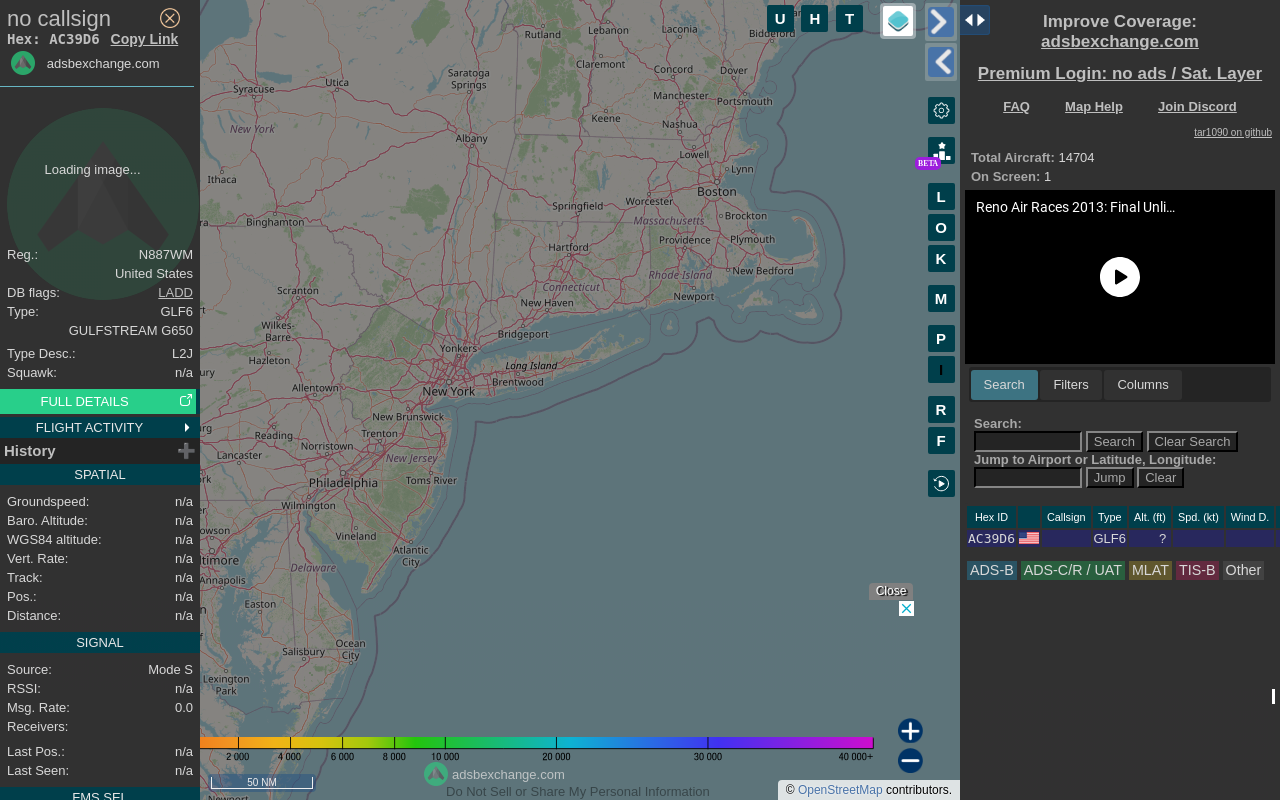 no callsign
Hex: AC39D6 Copy Link
adsbexchange.com
Loading image...
Reg.: N887WM
United States
DB flags: LADD
Type: GLF6
GULFSTREAM G650
Type Desc.: L2J
Squawk: n/a
FULL DETAILS
FLIGHT ACTIVITY
History
SPATIAL
Groundspeed: n/a
Baro. Altitude: n/a
WGS84 altitude: n/a
Vert. Rate: n/a
Track: n/a
Pos.: n/a
Distance: n/a
SIGNAL
Source: Mode S
RSSI: n/a
Msg. Rate: 0.0
Receivers:
Last Pos.: n/a
Last Seen: n/a
FMS SEL
Rutland
Lebanon
Laconia
Biddeford
Claremont
Concord
Dover
Utica
Saratoga
Springs
Syracuse
Manchester
Portsmouth
Keene
Nashua
New York
Albany
Lowell
Lynn
Ithaca
Boston
Worcester
Springfield
Binghamton
Massachusetts
Brockton
Hartford
Providence
Plymouth
Rhode Island
New Bedford
Connecticut
Scranton
New Haven
Newport
Wilkes-
Barre
Bridgeport
Yonkers
Hazleton
Long Island
Brentwood
Allentown
New York
New Brunswick
Reading
Trenton
Norristown
Lancaster
New Jersey
Philadelphia
Toms River
Wilmington
Vineland
Atlantic
City
Delaware
Annapolis
Easton
Ocean
City
Salisbury
Lexington
Park
U H T
BETA
L
O
K
M
P
I
R
F
Close
2 000 4 000 6 000 8 000 10 000 20 000 30 000 40 000+
50 NM
adsbexchange.com
Do Not Sell or Share My Personal Information
© OpenStreetMap contributors.
Improve Coverage:
adsbexchange.com
Premium Login: no ads / Sat. Layer
FAQ Map Help Join Discord
tar1090 on github
Total Aircraft: 14704
On Screen: 1
Reno Air Races 2013: Final Unli...
Search Filters Columns
Search:
Search Clear Search
Jump to Airport or Latitude, Longitude:
Jump Clear
Hex ID Callsign Type Alt. (ft) Spd. (kt) Wind D.
AC39D6 GLF6 ?
ADS-B ADS-C/R / UAT MLAT TIS-B Other